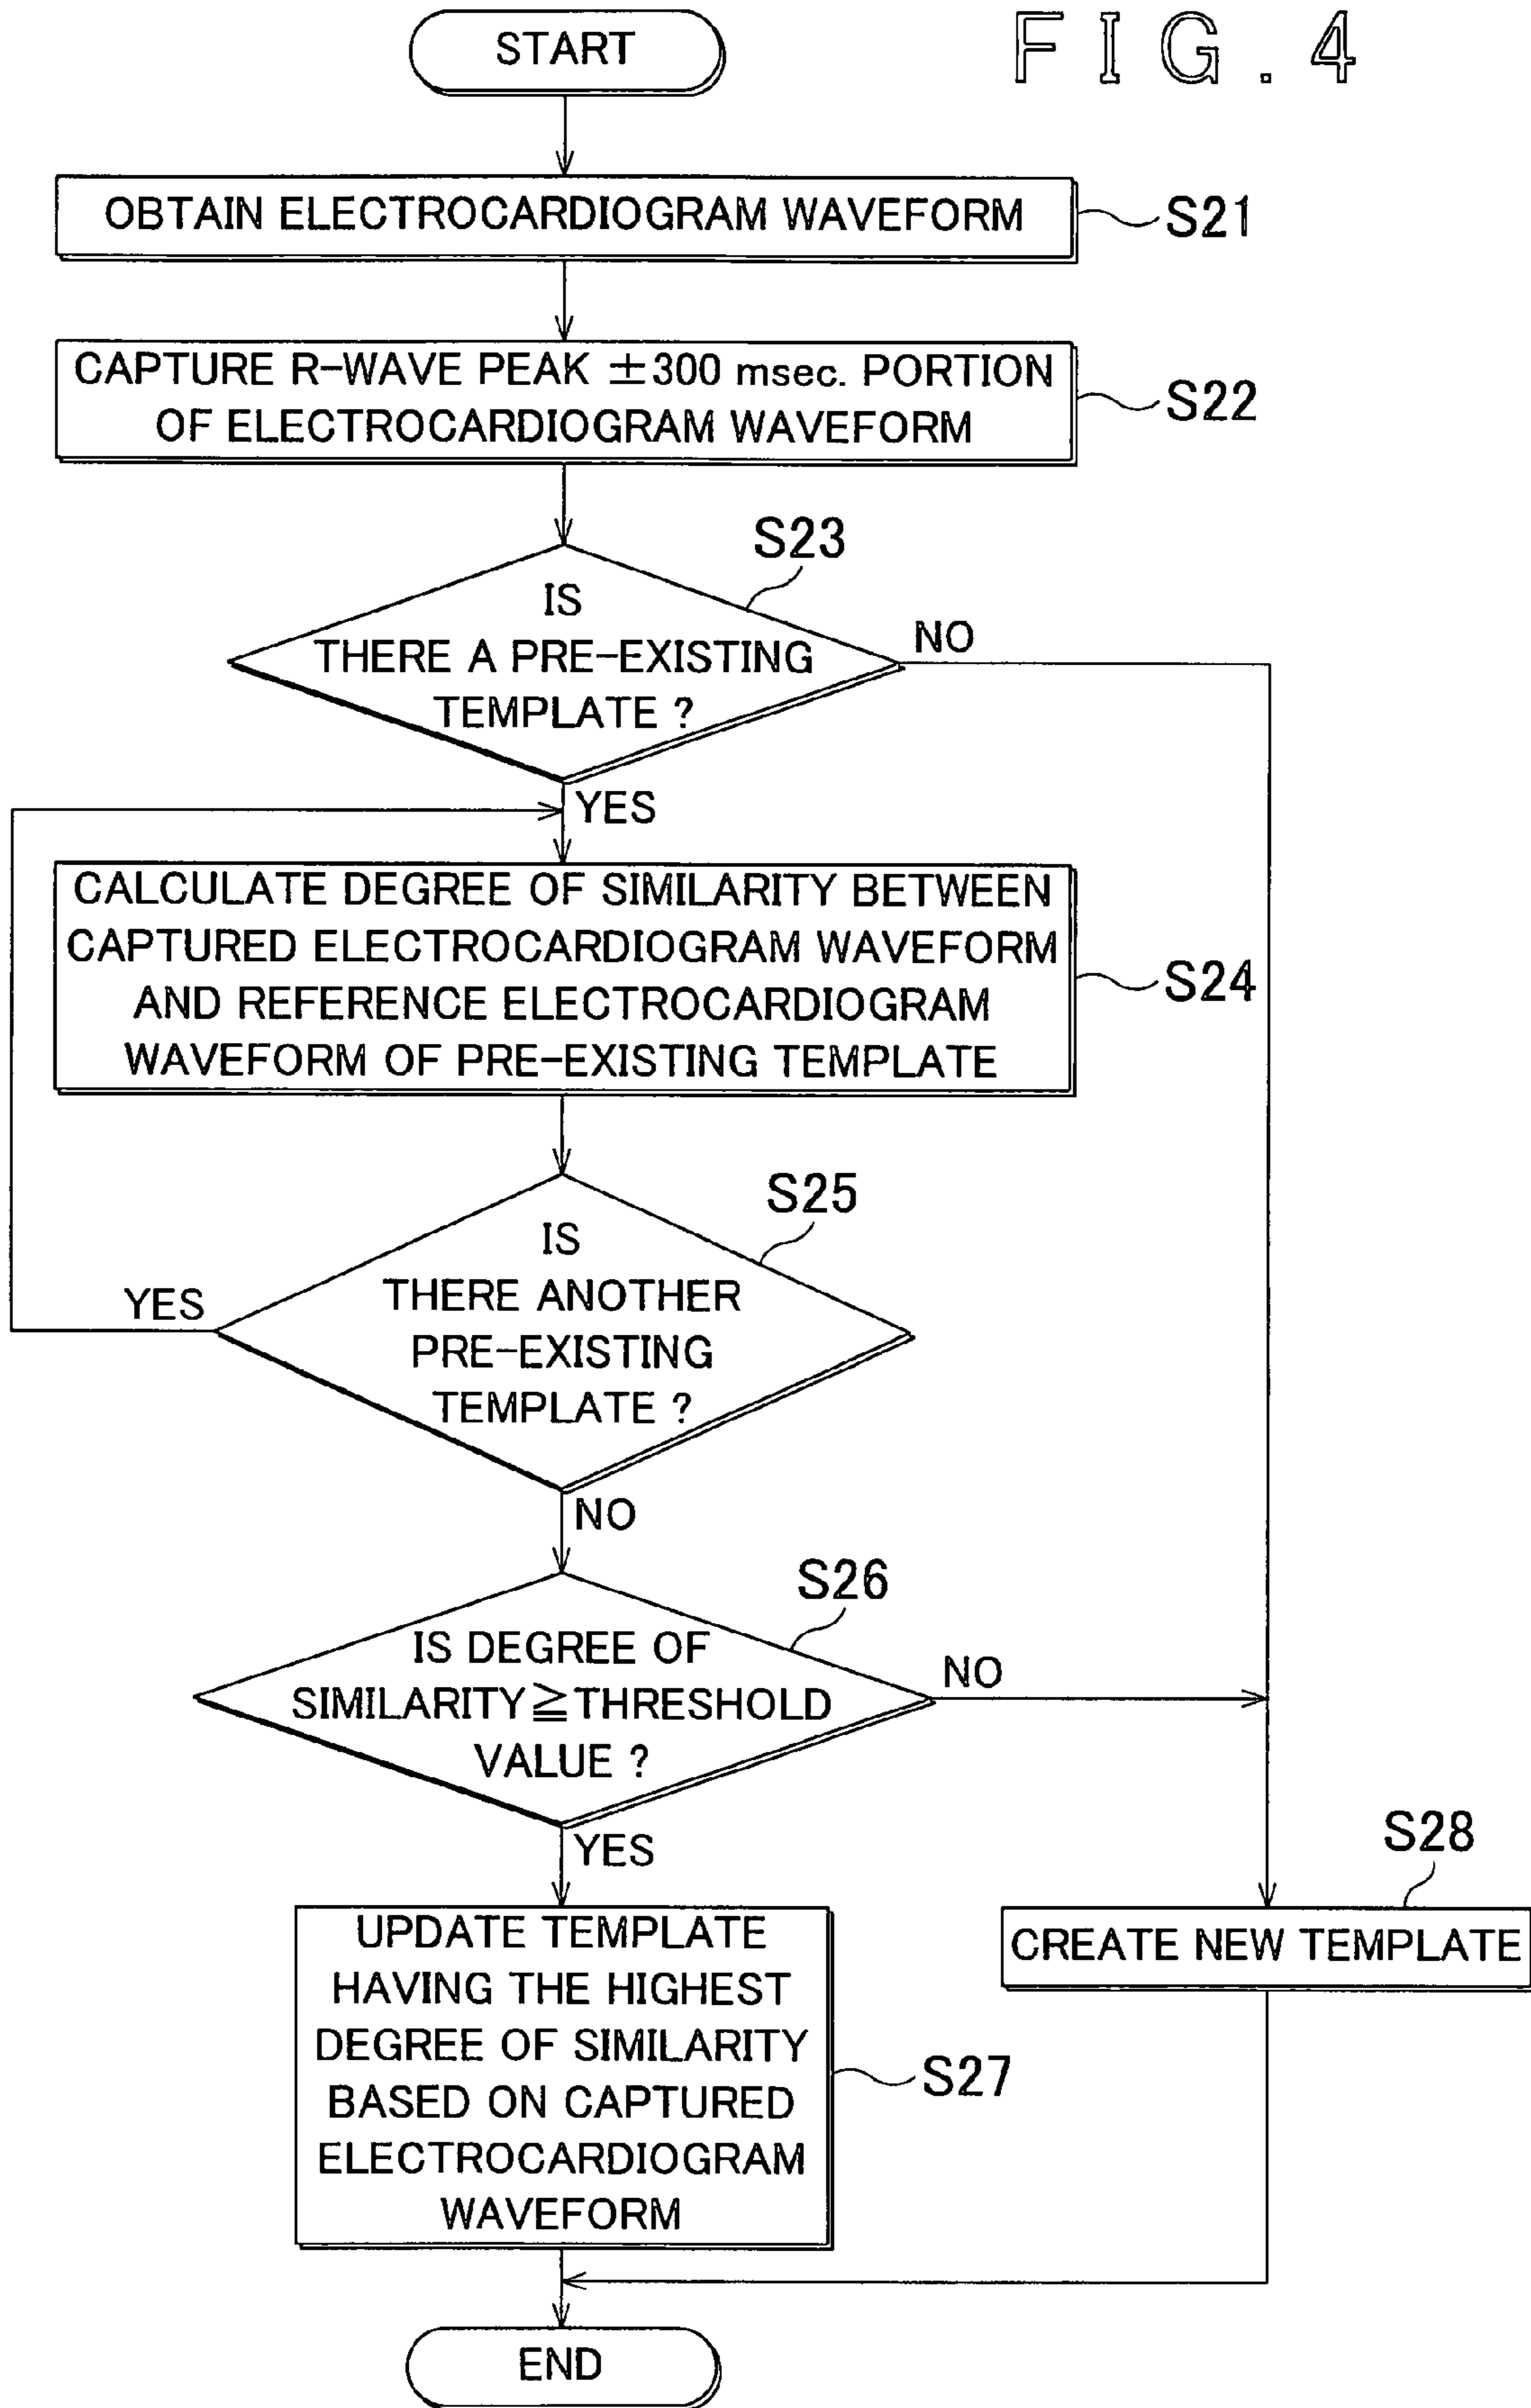 FIG. 4
START
OBTAIN ELECTROCARDIOGRAM WAVEFORM
S21
CAPTURE R-WAVE PEAK ±300 msec. PORTION
OF ELECTROCARDIOGRAM WAVEFORM
S22
S23
IS
THERE A PRE-EXISTING
TEMPLATE ?
NO
YES
CALCULATE DEGREE OF SIMILARITY BETWEEN
CAPTURED ELECTROCARDIOGRAM WAVEFORM
AND REFERENCE ELECTROCARDIOGRAM
WAVEFORM OF PRE-EXISTING TEMPLATE
S24
S25
IS
THERE ANOTHER
PRE-EXISTING
TEMPLATE ?
YES
NO
S26
IS DEGREE OF
SIMILARITY≧THRESHOLD
VALUE ?
NO
YES
S28
CREATE NEW TEMPLATE
UPDATE TEMPLATE
HAVING THE HIGHEST
DEGREE OF SIMILARITY
BASED ON CAPTURED
ELECTROCARDIOGRAM
WAVEFORM
S27
END